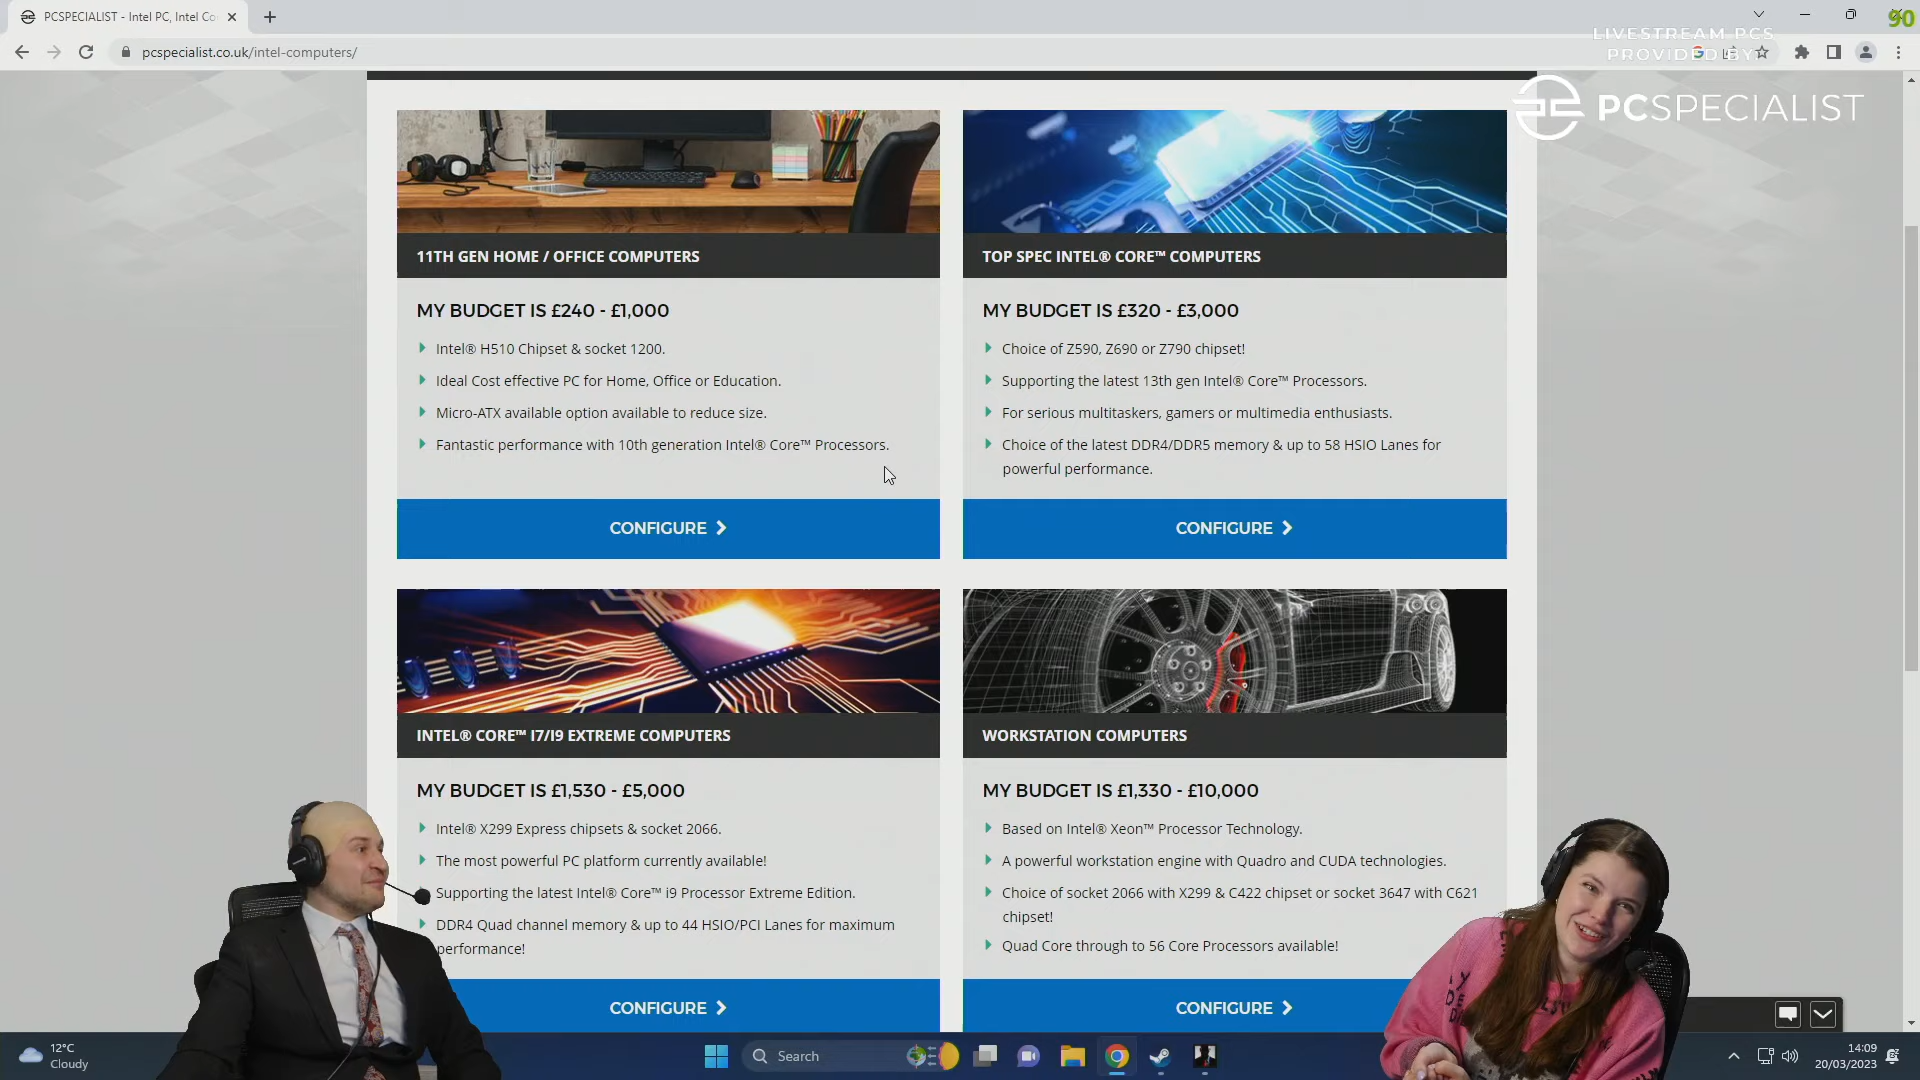 PCSPECIALIST - Intel PC, Intel Co
90
pcspecialist.co.uk/intel-computers/
LIVESTREAM PCS
PROVIDED BY
PCSPECIALIST
11TH GEN HOME / OFFICE COMPUTERS
MY BUDGET IS £240 - £1,000
Intel® H510 Chipset & socket 1200.
Ideal Cost effective PC for Home, Office or Education.
Micro-ATX available option available to reduce size.
Fantastic performance with 10th generation Intel® Core™ Processors.
CONFIGURE
TOP SPEC INTEL® CORE™ COMPUTERS
MY BUDGET IS £320 - £3,000
Choice of Z590, Z690 or Z790 chipset!
Supporting the latest 13th gen Intel® Core™ Processors.
For serious multitaskers, gamers or multimedia enthusiasts.
Choice of the latest DDR4/DDR5 memory & up to 58 HSIO Lanes for
powerful performance.
CONFIGURE
INTEL® CORE™ I7/I9 EXTREME COMPUTERS
MY BUDGET IS £1,530 - £5,000
Intel® X299 Express chipsets & socket 2066.
The most powerful PC platform currently available!
Supporting the latest Intel® Core™ i9 Processor Extreme Edition.
DDR4 Quad channel memory & up to 44 HSIO/PCI Lanes for maximum
performance!
CONFIGURE
WORKSTATION COMPUTERS
MY BUDGET IS £1,330 - £10,000
Based on Intel® Xeon™ Processor Technology.
A powerful workstation engine with Quadro and CUDA technologies.
Choice of socket 2066 with X299 & C422 chipset or socket 3647 with C621
chipset!
Quad Core through to 56 Core Processors available!
CONFIGURE
12°C
Cloudy
Search
14:09
20/03/2023